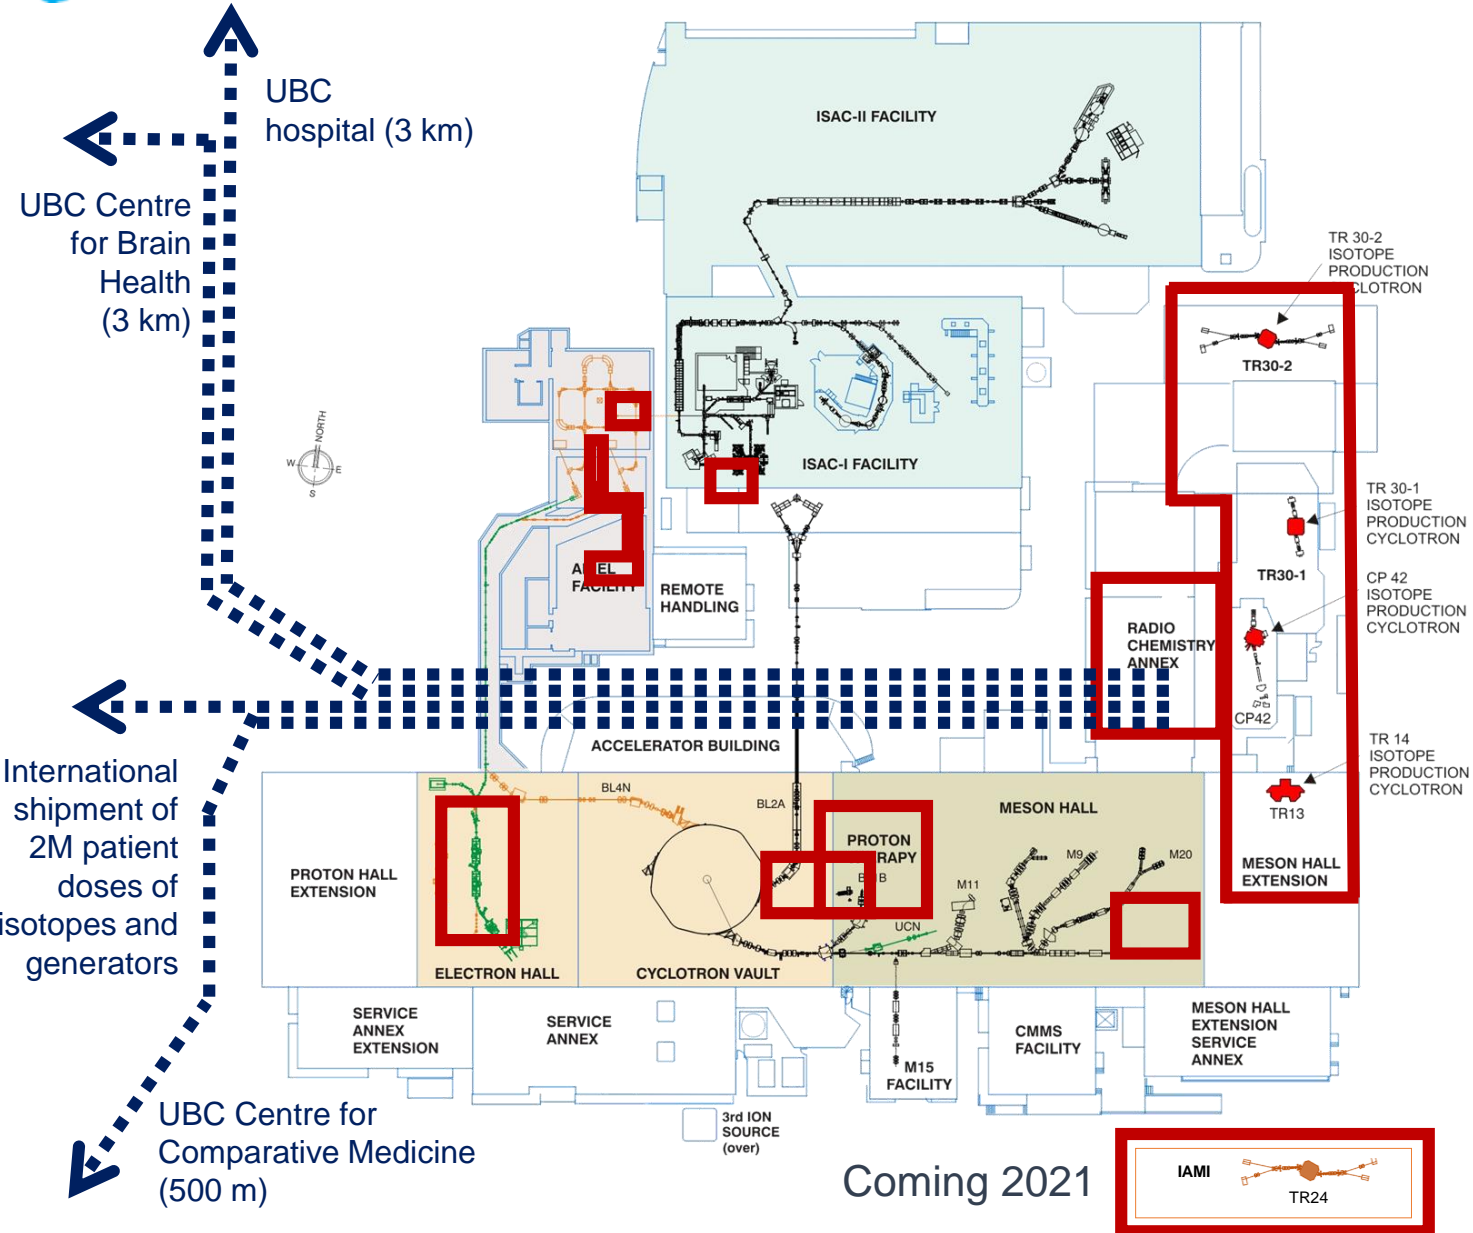 UBC
hospital (3 km)
UBC Centre
for Brain
Health
(3 km)
International
shipment of
2M patient
doses of
isotopes and
generators
UBC Centre for
Comparative Medicine
(500 m)
NORTH
W
E
S
ISAC-II FACILITY
ISAC-I FACILITY
REMOTE
HANDLING
FACILITY
ACCELERATOR BUILDING
TR 30-2
ISOTOPE
PRODUCTION
CLOTRON
TR30-2
TR 30-1
ISOTOPE
PRODUCTION
CYCLOTRON
TR30-1
CP 42
ISOTOPE
PRODUCTION
CYCLOTRON
RADIO
CHEMISTRY
ANNEX
CP42
TR 14
ISOTOPE
PRODUCTION
CYCLOTRON
TR13
MESON HALL
EXTENSION
BL4N
BL2A
MESON HALL
PROTON
RAPY
M9
M20
M11
UCN
PROTON HALL
EXTENSION
ELECTRON HALL
CYCLOTRON VAULT
SERVICE
ANNEX
EXTENSION
SERVICE
ANNEX
M15
FACILITY
CMMS
FACILITY
MESON HALL
EXTENSION
SERVICE
ANNEX
3rd ION
SOURCE
(over)
Coming 2021
IAMI
TR24